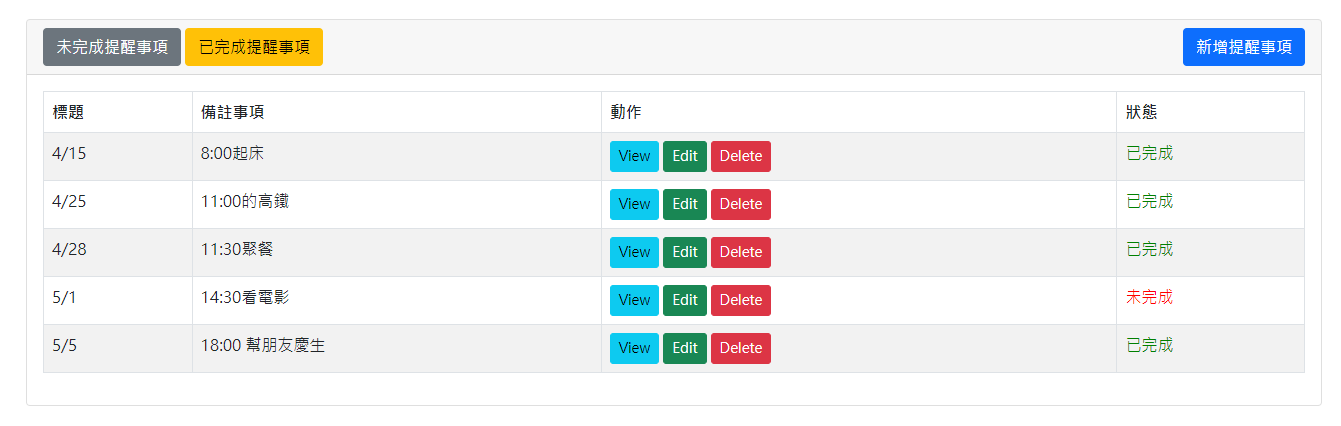 未完成提醒事項 已完成提醒事項 新增提醒事項
標題 備註事項 動作 狀態
4/15 8:00起床 View Edit Delete 已完成
4/25 11:00的高鐵 View Edit Delete 已完成
4/28 11:30聚餐 View Edit Delete 已完成
5/1 14:30看電影 View Edit Delete 未完成
5/5 18:00 幫朋友慶生 View Edit Delete 已完成